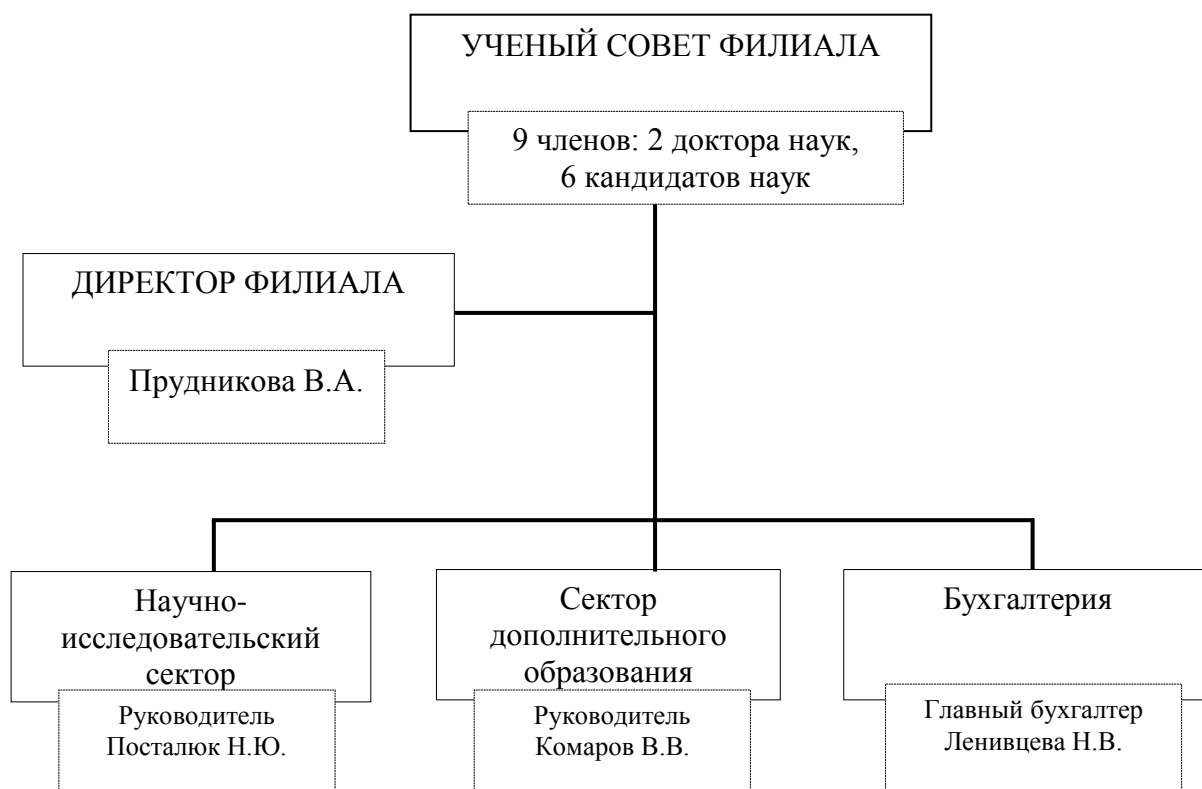 УЧЕНЫЙ СОВЕТ ФИЛИАЛА
9 членов: 2 доктора наук,
6 кандидатов наук
ДИРЕКТОР ФИЛИАЛА
Прудникова В.А.
Научно-
исследовательский
сектор
Руководитель
Посталюк Н.Ю.
Сектор
дополнительного
образования
Руководитель
Комаров В.В.
Бухгалтерия
Главный бухгалтер
Ленивцева Н.В.